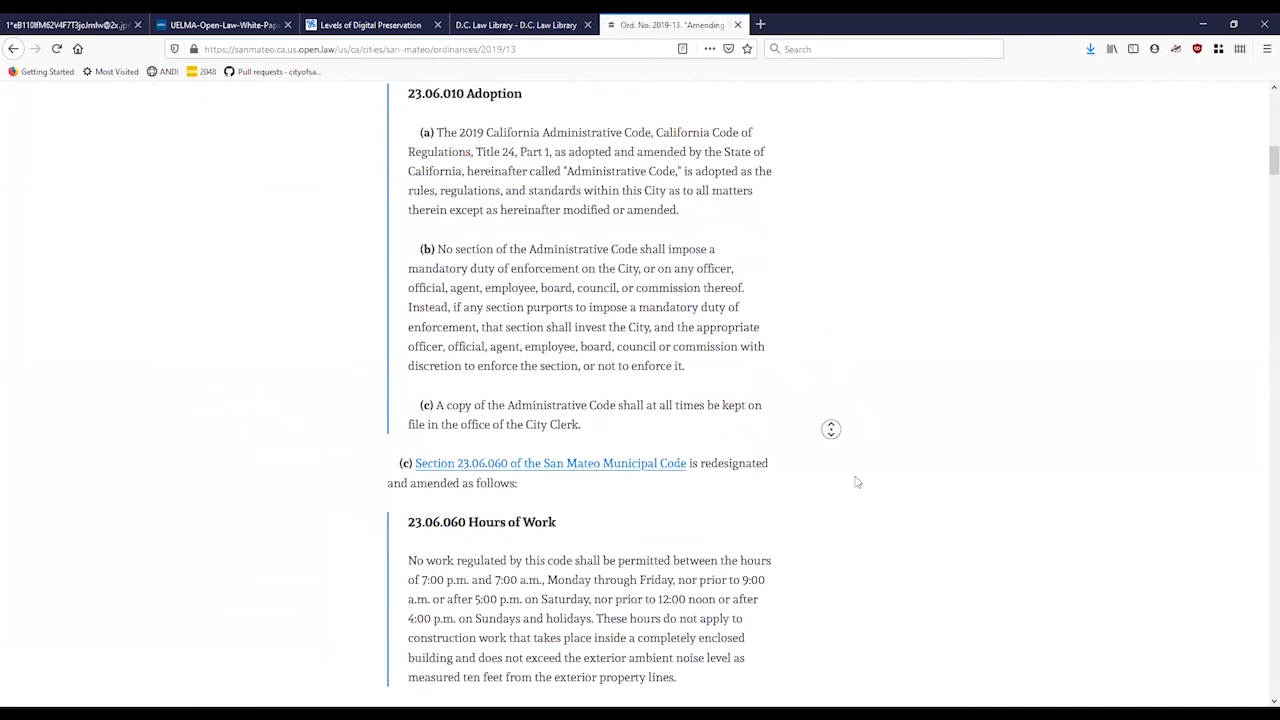 1*eB110lfM62V4F7T3joJmlw@2x.jpe
UELMA-Open-Law-White-Pap
Levels of Digital Preservation
D.C. Law Library - D.C. Law Library
Ord. No. 2019-13. "Amending
https://sanmateo.ca.us.open.law/us/ca/cities/san-mateo/ordinances/2019/13
Search
Getting Started
Most Visited
ANDI
2048
Pull requests · cityofsa...
23.06.010 Adoption
(a) The 2019 California Administrative Code, California Code of
Regulations, Title 24, Part 1, as adopted and amended by the State of
California, hereinafter called "Administrative Code," is adopted as the
rules, regulations, and standards within this City as to all matters
therein except as hereinafter modified or amended.
(b) No section of the Administrative Code shall impose a
mandatory duty of enforcement on the City, or on any officer,
official, agent, employee, board, council, or commission thereof.
Instead, if any section purports to impose a mandatory duty of
enforcement, that section shall invest the City, and the appropriate
officer, official, agent, employee, board, council or commission with
discretion to enforce the section, or not to enforce it.
(c) A copy of the Administrative Code shall at all times be kept on
file in the office of the City Clerk.
(c) Section 23.06.060 of the San Mateo Municipal Code is redesignated
and amended as follows:
23.06.060 Hours of Work
No work regulated by this code shall be permitted between the hours
of 7:00 p.m. and 7:00 a.m., Monday through Friday, nor prior to 9:00
a.m. or after 5:00 p.m. on Saturday, nor prior to 12:00 noon or after
4:00 p.m. on Sundays and holidays. These hours do not apply to
construction work that takes place inside a completely enclosed
building and does not exceed the exterior ambient noise level as
measured ten feet from the exterior property lines.